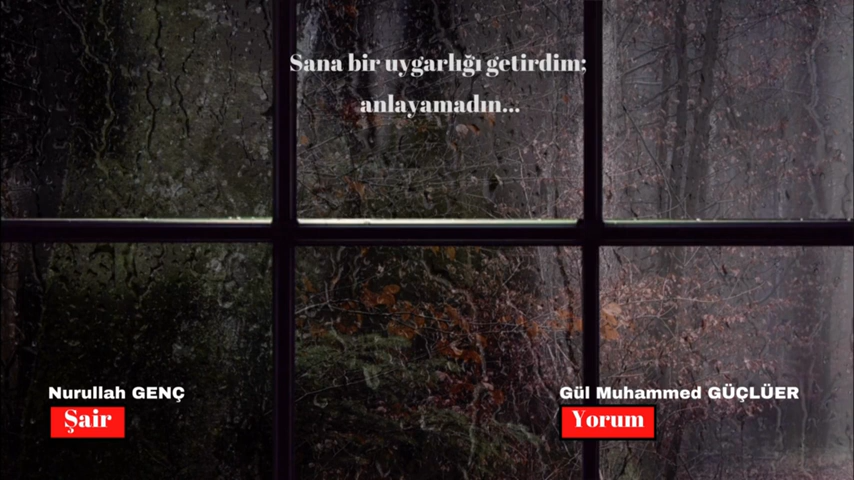 Sana bir uygarlığı getirdim;
anlayamadın...
Nurullah GENÇ
Şair
Gül Muhammed GÜÇLÜER
Yorum